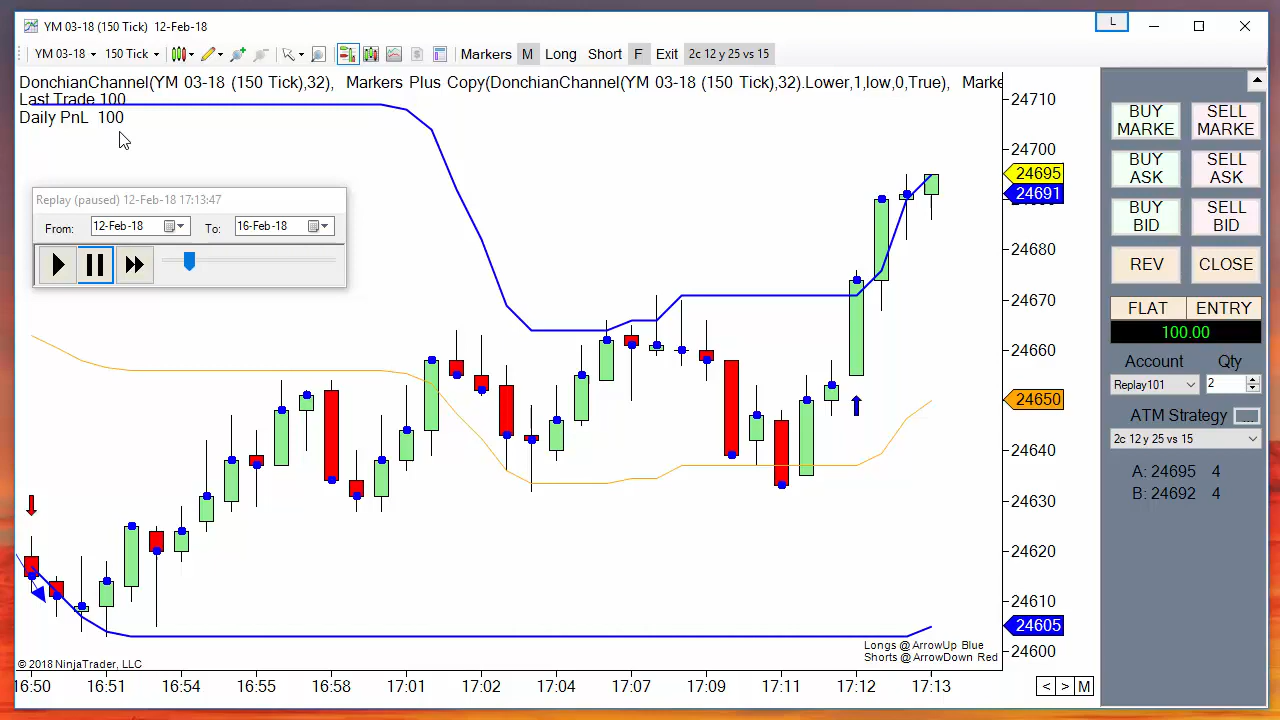 YM 03-18 (150 Tick) 12-Feb-18
L
YM 03-18 150 Tick Markers M Long Short F Exit 2c 12 y 25 vs 15
DonchianChannel(YM 03-18 (150 Tick),32), Markers Plus Copy(DonchianChannel(YM 03-18 (150 Tick),32).Lower,1,low,0,True), Marke
Last Trade 100
Daily PnL 100
Replay (paused) 12-Feb-18 17:13:47
From: 12-Feb-18 To: 16-Feb-18
24710
24700
24695
24691
24680
24670
24660
24650
24640
24630
24620
24610
24605
24600
Longs @ ArrowUp Blue
Shorts @ ArrowDown Red
© 2018 NinjaTrader, LLC
16:50 16:51 16:54 16:55 16:58 17:01 17:02 17:04 17:07 17:09 17:11 17:12 17:13
< > M
BUY MARKE
SELL MARKE
BUY ASK
SELL ASK
BUY BID
SELL BID
REV CLOSE
FLAT ENTRY
100.00
Account Qty
Replay101 2
ATM Strategy
2c 12 y 25 vs 15
A: 24695 4
B: 24692 4